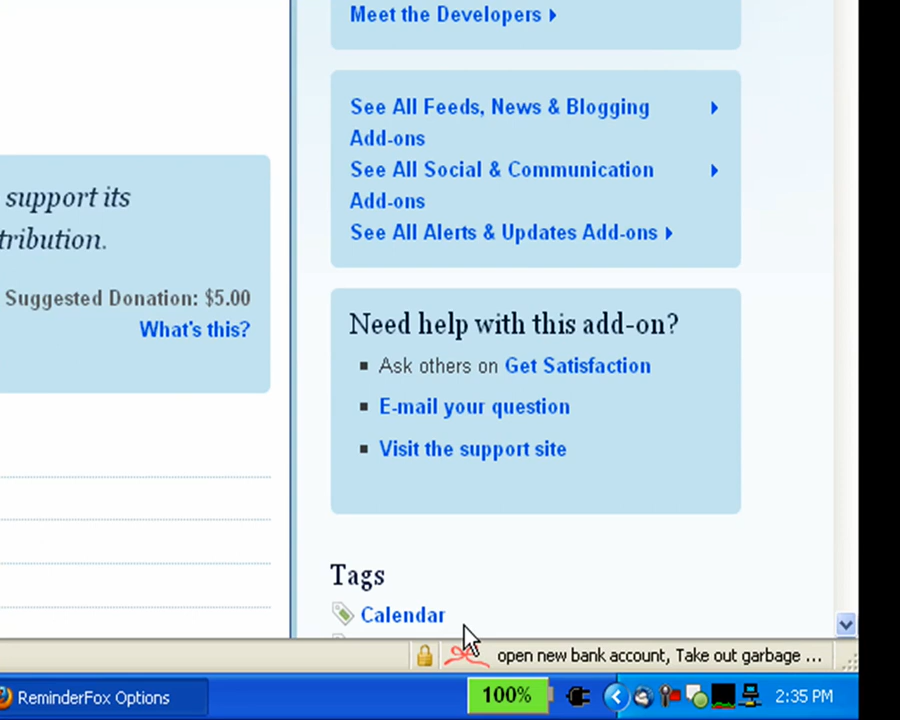 Meet the Developers
See All Feeds, News & Blogging
Add-ons
See All Social & Communication
Add-ons
See All Alerts & Updates Add-ons
support its
tribution.
Suggested Donation: $5.00
What's this?
Need help with this add-on?
Ask others on Get Satisfaction
E-mail your question
Visit the support site
Tags
Calendar
open new bank account, Take out garbage ...
ReminderFox Options
100%
2:35 PM